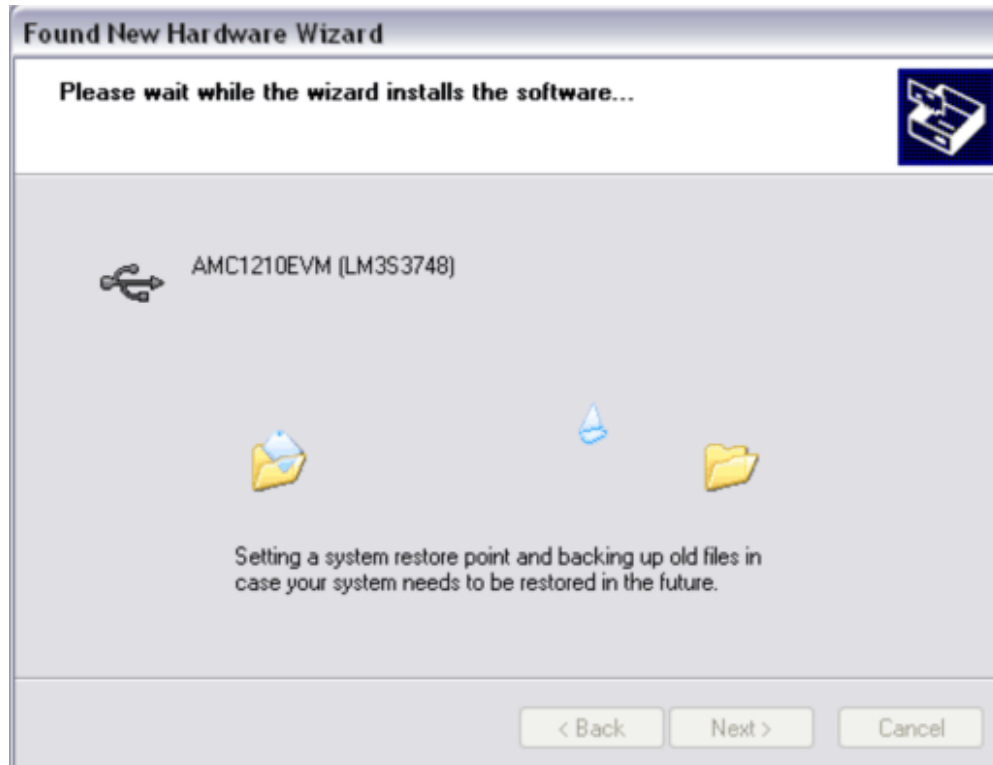 Found New Hardware Wizard
Please wait while the wizard installs the software...
AMC1210EVM (LM3S3748)
Setting a system restore point and backing up old files in
case your system needs to be restored in the future.
< Back Next > Cancel